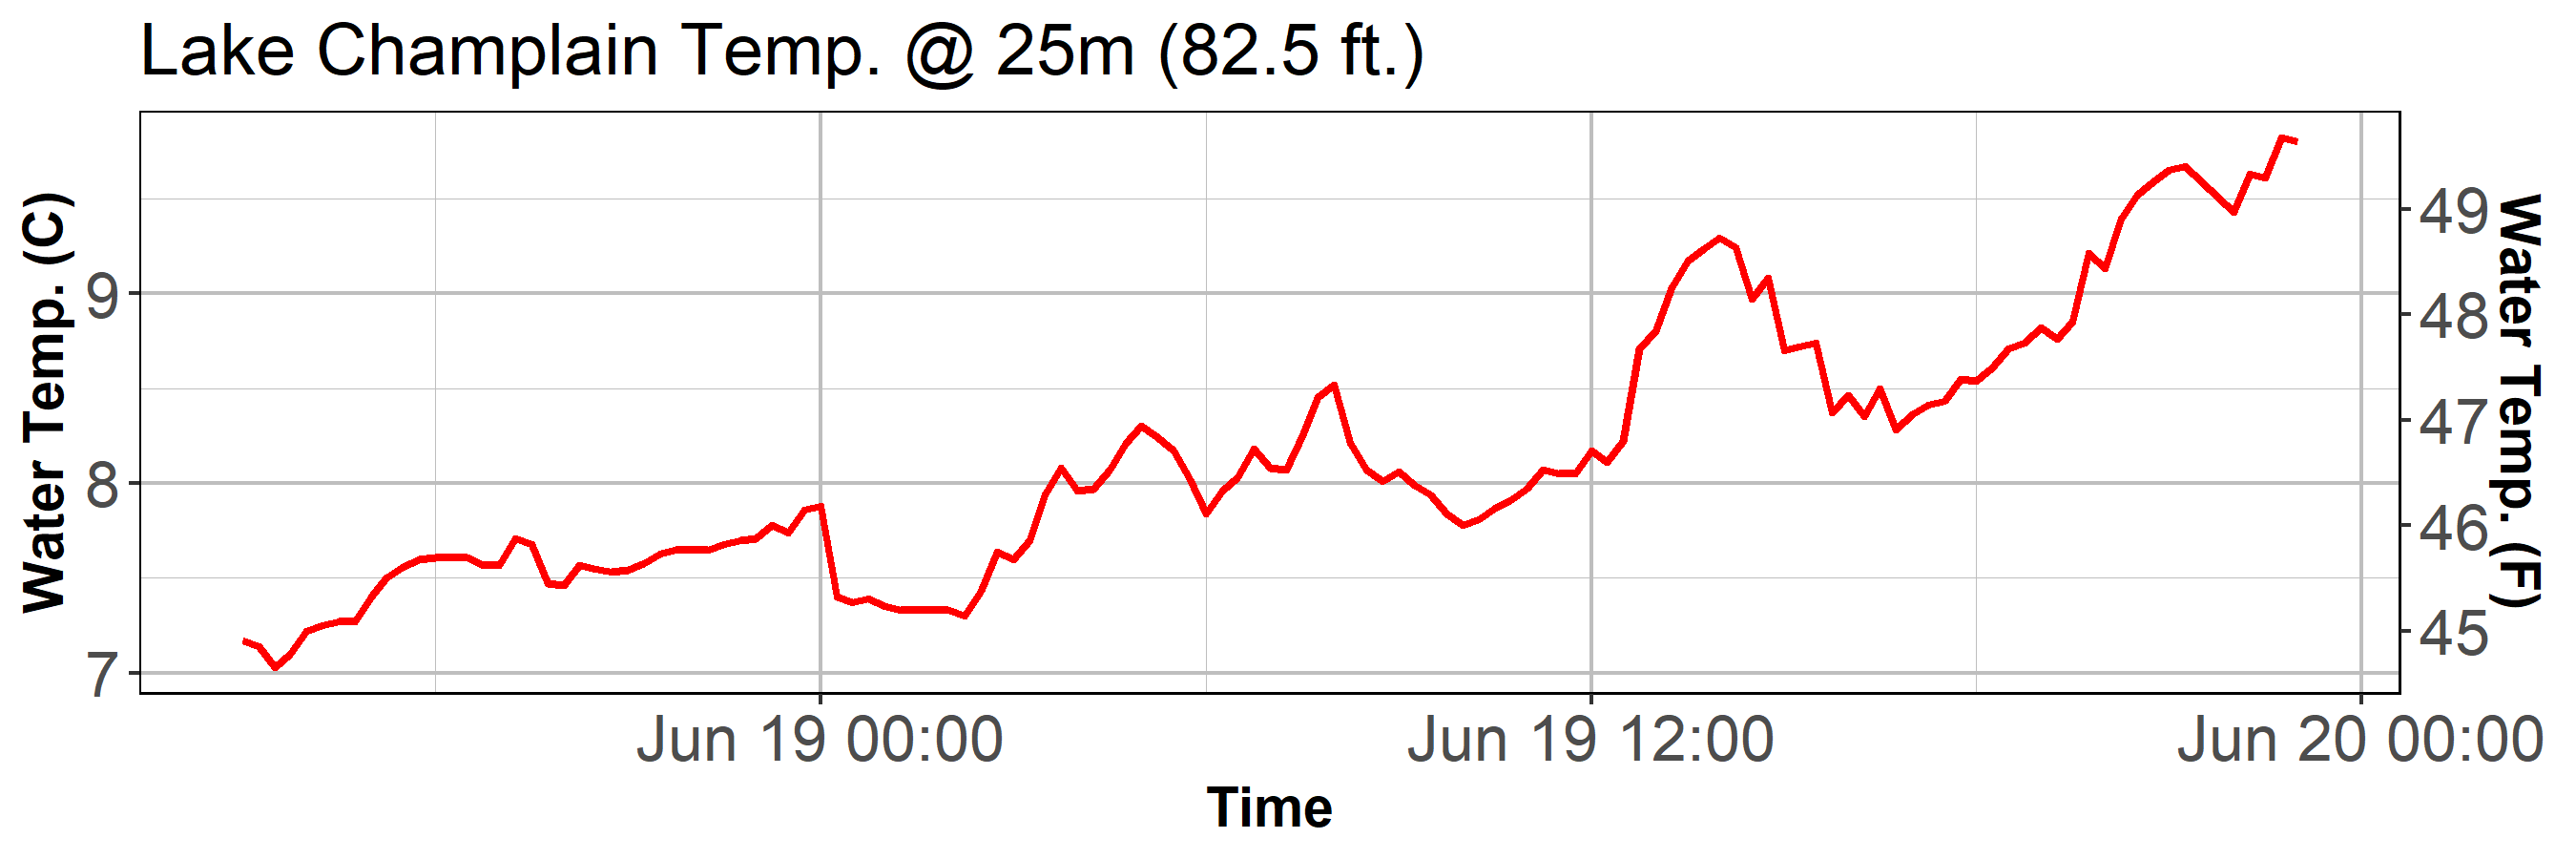 Lake Champlain Temp. @ 25m (82.5 ft.)
Water Temp. (C)
9
8
7
49
48
47
46
45
Water Temp. (F)
Jun 19 00:00
Jun 19 12:00
Jun 20 00:00
Time